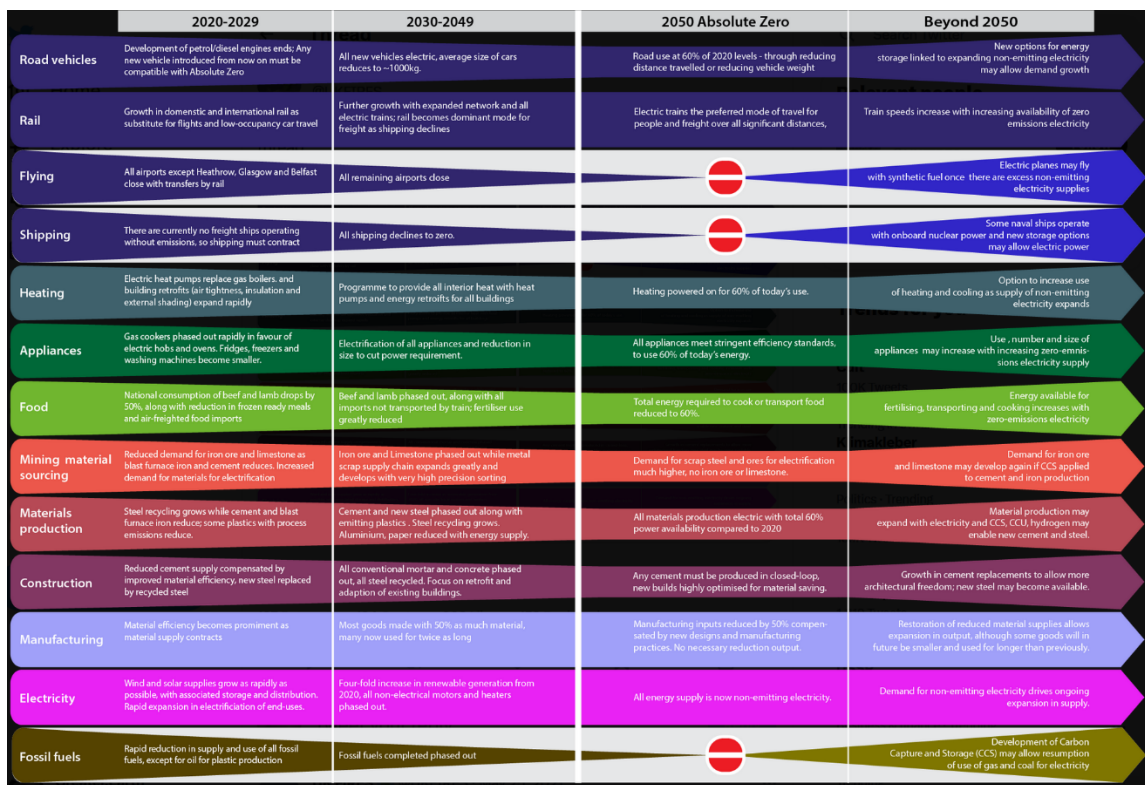 2020-2029
2030-2049
2050 Absolute Zero
Beyond 2050
Road vehicles
Development of petrol/diesel engines ends; Any
new vehicle introduced from now on must be
compatible with Absolute Zero
All new vehicles electric, average size of cars
reduces to ~1000kg.
Road use at 60% of 2020 levels - through reducing
distance travelled or reducing vehicle weight
New options for energy
storage linked to expanding non-emitting electricity
may allow demand growth
Rail
Growth in domestic and international rail as
substitute for flights and low-occupancy car travel
Further growth with expanded network and all
electric trains; rail becomes dominant mode for
freight as shipping declines
Electric trains the preferred mode of travel for
people and freight over all significant distances,
Train speeds increase with increasing availability of zero
emissions electricity
Flying
All airports except Heathrow, Glasgow and Belfast
close with transfers by rail
All remaining airports close
Electric planes may fly
with synthetic fuel once there are excess non-emitting
electricity supplies
Shipping
There are currently no freight ships operating
without emissions, so shipping must contract
All shipping declines to zero.
Some naval ships operate
with onboard nuclear power and new storage options
may allow electric power
Heating
Electric heat pumps replace gas boilers. and
building retrofits (air tightness, insulation and
external shading) expand rapidly
Programme to provide all interior heat with heat
pumps and energy retroifts for all buildings
Heating powered on for 60% of today's use.
Option to increase use
of heating and cooling as supply of non-emitting
electricity expands
Appliances
Gas cookers phased out rapidly in favour of
electric hobs and ovens. Fridges, freezers and
washing machines become smaller.
Electrification of all appliances and reduction in
size to cut power requirement.
All appliances meet stringent efficiency standards,
to use 60% of today's energy.
Use , number and size of
appliances may increase with increasing zero-emnis-
sions electricity supply
Food
National consumption of beef and lamb drops by
50%, along with reduction in frozen ready meals
and air-freighted food imports
Beef and lamb phased out, along with all
imports not transported by train; fertiliser use
greatly reduced
Total energy required to cook or transport food
reduced to 60%.
Energy available for
fertilising, transporting and cooking increases with
zero-emissions electricity
Mining material
sourcing
Reduced demand for iron ore and limestone as
blast furnace iron and cement reduces. Increased
demand for materials for electrification
Iron ore and Limestone phased out while metal
scrap supply chain expands greatly and
develops with very high precision sorting
Demand for scrap steel and ores for electrification
much higher, no iron ore or limestone.
Demand for iron ore
and limestone may develop again if CCS applied
to cement and iron production
Materials
production
Steel recycling grows while cement and blast
furnace iron reduce; some plastics with process
emissions reduce.
Cement and new steel phased out along with
emitting plastics . Steel recycling grows.
Aluminium, paper reduced with energy supply.
All materials production electric with total 60%
power availability compared to 2020
Material production may
expand with electricity and CCS, CCU, hydrogen may
enable new cement and steel.
Construction
Reduced cement supply compensated by
improved material efficiency, new steel replaced
by recycled steel
All conventional mortar and concrete phased
out, all steel recycled. Focus on retrofit and
adaption of existing buildings.
Any cement must be produced in closed-loop,
new builds highly optimised for material saving.
Growth in cement replacements to allow more
architectural freedom; new steel may become available.
Manufacturing
Material efficiency becomes prominent as
material supply contracts
Most goods made with 50% as much material,
many now used for twice as long
Manufacturing inputs reduced by 50% compen-
sated by new designs and manufacturing
practices. No necessary reduction output.
Restoration of reduced material supplies allows
expansion in output, although some goods will in
future be smaller and used for longer than previously.
Electricity
Wind and solar supplies grow as rapidly as
possible, with associated storage and distribution.
Rapid expansion in electrificiation of end-uses.
Four-fold increase in renewable generation from
2020, all non-electrical motors and heaters
phased out.
All energy supply is now non-emitting electricity.
Demand for non-emitting electricity drives ongoing
expansion in supply.
Fossil fuels
Rapid reduction in supply and use of all fossil
fuels, except for oil for plastic production
Fossil fuels completed phased out
Development of Carbon
Capture and Storage (CCS) may allow resumption
of use of gas and coal for electricity